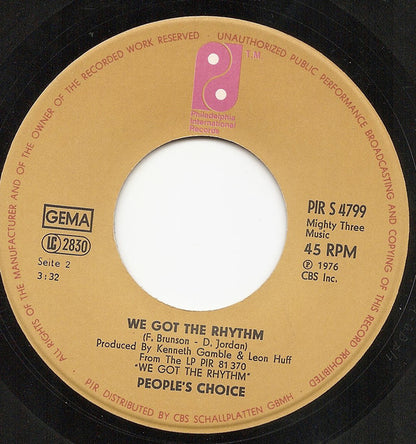 ALL RIGHTS OF THE MANUFACTURER AND OF THE OWNER OF THE RECORDED WORK RESERVED · UNAUTHORIZED PUBLIC PERFORMANCE BROADCASTING AND COPYING OF THIS RECORD PROHIBITED
T.M.
Philadelphia
International
Records
GEMA
LC 2830
Seite 2
3:32
PIR S 4799
Mighty Three
Music
45 RPM
Ⓟ 1976
CBS Inc.
WE GOT THE RHYTHM
(F. Brunson - D. Jordan)
Produced By Kenneth Gamble & Leon Huff
From The LP PIR 81 370
"WE GOT THE RHYTHM"
PEOPLE'S CHOICE
PIR DISTRIBUTED BY CBS SCHALLPLATTEN GMBH